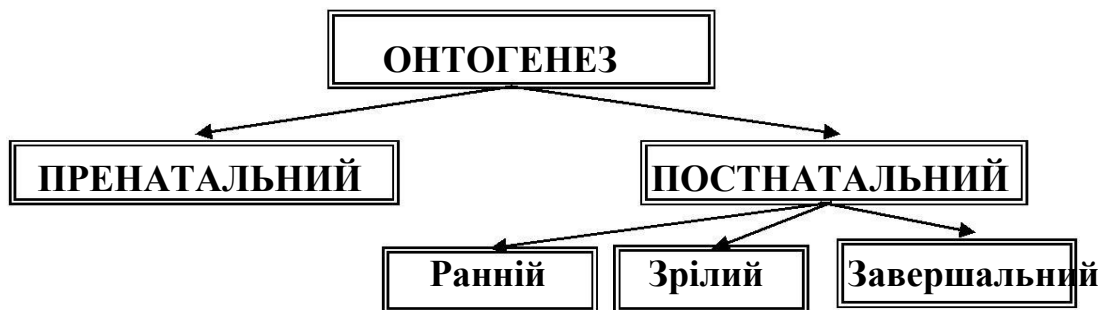 ОНТОГЕНЕЗ
ПРЕНАТАЛЬНИЙ
ПОСТНАТАЛЬНИЙ
Ранній
Зрілий
Завершальний